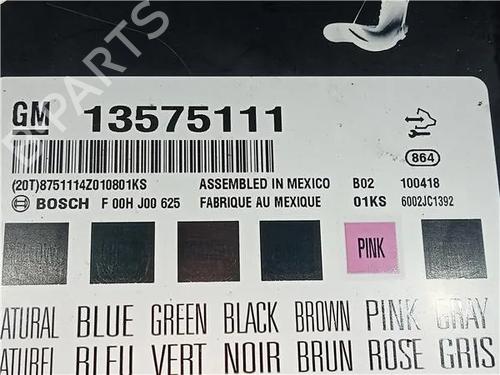 GM 13575111
864
(20T)8751114Z010801KS ASSEMBLED IN MEXICO B02 100418
BOSCH F 00H J00 625 FABRIQUE AU MEXIQUE 01KS 6002JC1392
PINK
ATURAL BLUE GREEN BLACK BROWN PINK GRAY
ATUREL BLEU VERT NOIR BRUN ROSE GRIS